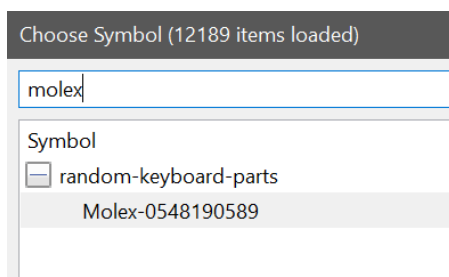 Choose Symbol (12189 items loaded)
molex
Symbol
random-keyboard-parts
Molex-0548190589